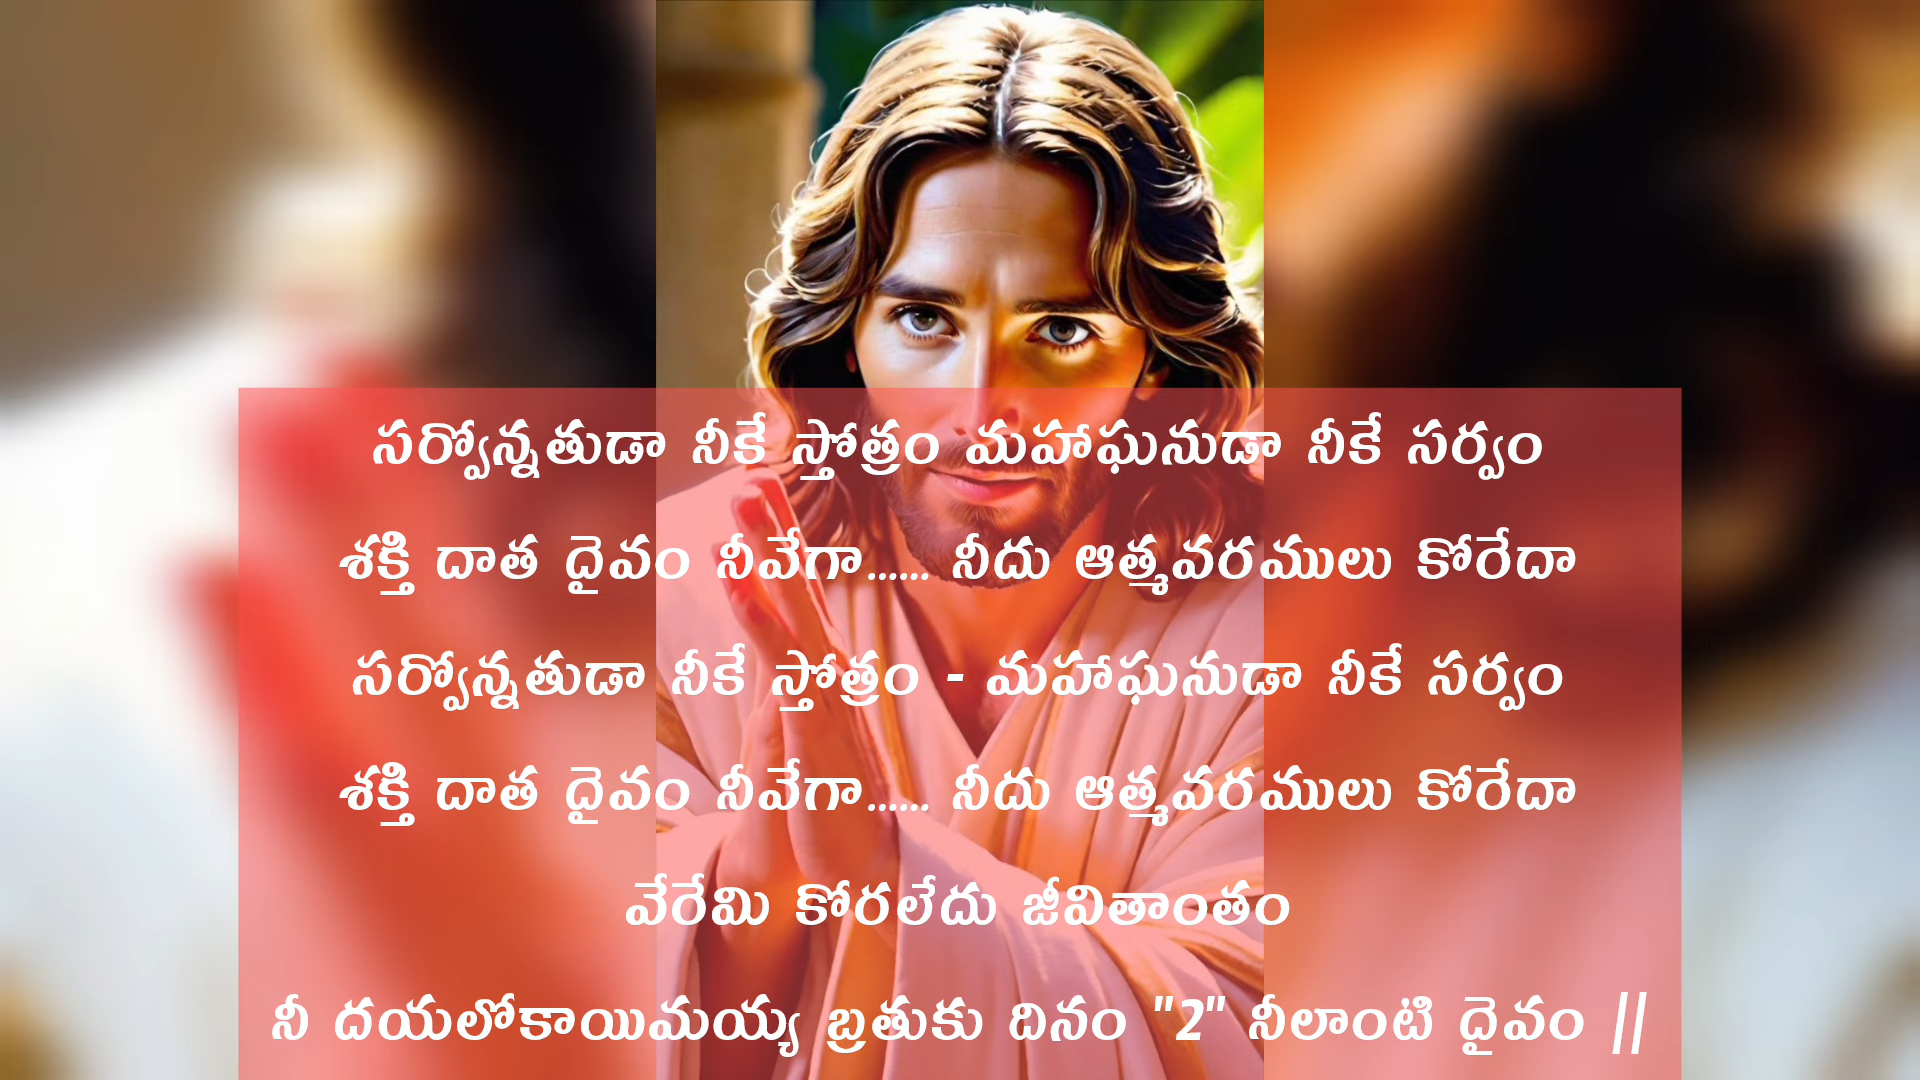 సర్వోన్నతుడా నీకే స్తోత్రం మహాఘనుడా నీకే సర్వం
శక్తి దాత దైవం నీవేగా...... నీదు ఆత్మవరములు కోరేదా
సర్వోన్నతుడా నీకే స్తోత్రం - మహాఘనుడా నీకే సర్వం
శక్తి దాత దైవం నీవేగా...... నీదు ఆత్మవరములు కోరేదా
వేరేమి కోరలేదు జీవితాంతం
నీ దయలోకాయిమయ్య బ్రతుకు దినం "2" నీలాంటి దైవం ||